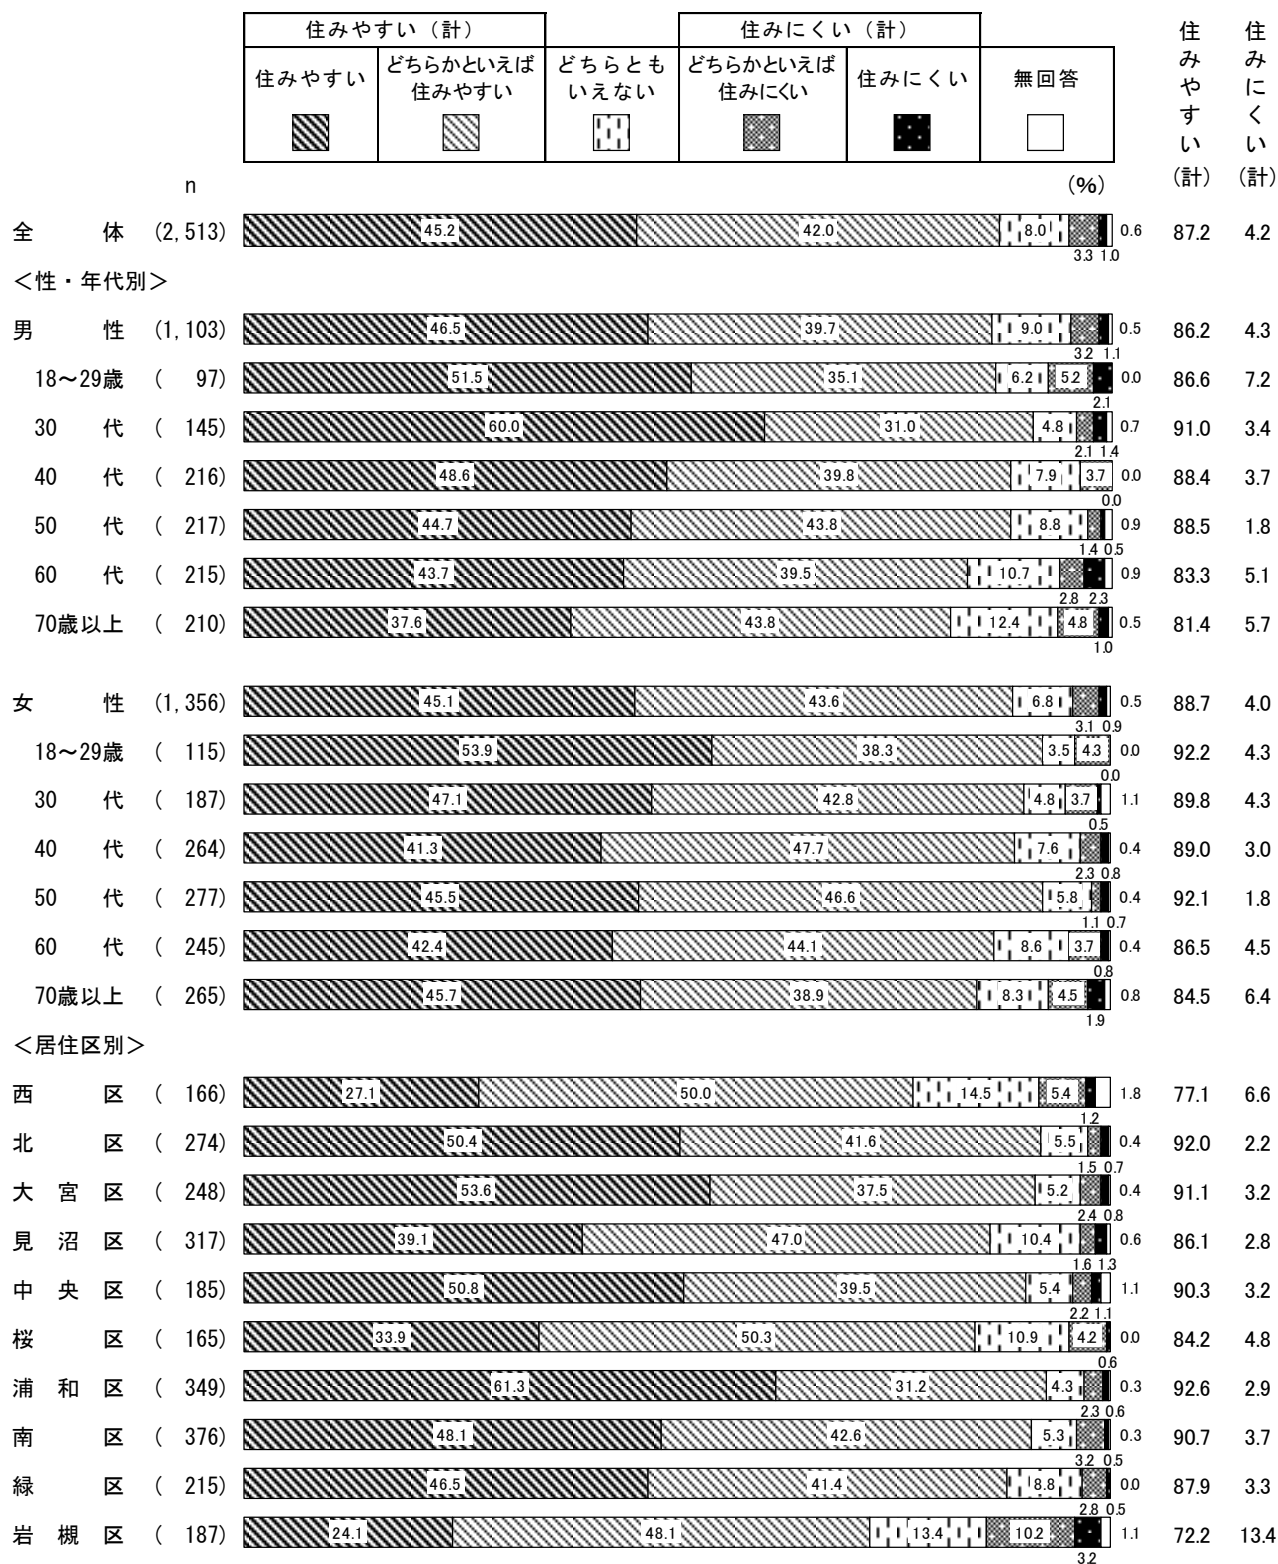 住みやすい（計） 住みにくい（計） 住みやすい（計） 住みにくい（計）
住みやすい どちらかといえば住みやすい どちらともいえない どちらかといえば住みにくい 住みにくい 無回答
n (%)
全体 (2,513) 45.2 42.0 8.0 0.6 87.2 4.2
3.3 1.0
＜性・年代別＞
男性 (1,103) 46.5 39.7 9.0 0.5 86.2 4.3
3.2 1.1
18～29歳 ( 97) 51.5 35.1 6.2 5.2 0.0 86.6 7.2
2.1
30代 ( 145) 60.0 31.0 4.8 0.7 91.0 3.4
2.1 1.4
40代 ( 216) 48.6 39.8 7.9 3.7 0.0 88.4 3.7
0.0
50代 ( 217) 44.7 43.8 8.8 0.9 88.5 1.8
1.4 0.5
60代 ( 215) 43.7 39.5 10.7 0.9 83.3 5.1
2.8 2.3
70歳以上 ( 210) 37.6 43.8 12.4 4.8 0.5 81.4 5.7
1.0
女性 (1,356) 45.1 43.6 6.8 0.5 88.7 4.0
3.1 0.9
18～29歳 ( 115) 53.9 38.3 3.5 4.3 0.0 92.2 4.3
0.0
30代 ( 187) 47.1 42.8 4.8 3.7 1.1 89.8 4.3
0.5
40代 ( 264) 41.3 47.7 7.6 0.4 89.0 3.0
2.3 0.8
50代 ( 277) 45.5 46.6 5.8 0.4 92.1 1.8
1.1 0.7
60代 ( 245) 42.4 44.1 8.6 3.7 0.4 86.5 4.5
0.8
70歳以上 ( 265) 45.7 38.9 8.3 4.5 0.8 84.5 6.4
1.9
＜居住区別＞
西区 ( 166) 27.1 50.0 14.5 5.4 1.8 77.1 6.6
1.2
北区 ( 274) 50.4 41.6 5.5 0.4 92.0 2.2
1.5 0.7
大宮区 ( 248) 53.6 37.5 5.2 0.4 91.1 3.2
2.4 0.8
見沼区 ( 317) 39.1 47.0 10.4 0.6 86.1 2.8
1.6 1.3
中央区 ( 185) 50.8 39.5 5.4 1.1 90.3 3.2
2.2 1.1
桜区 ( 165) 33.9 50.3 10.9 4.2 0.0 84.2 4.8
0.6
浦和区 ( 349) 61.3 31.2 4.3 0.3 92.6 2.9
2.3 0.6
南区 ( 376) 48.1 42.6 5.3 0.3 90.7 3.7
3.2 0.5
緑区 ( 215) 46.5 41.4 8.8 0.0 87.9 3.3
2.8 0.5
岩槻区 ( 187) 24.1 48.1 13.4 10.2 1.1 72.2 13.4
3.2